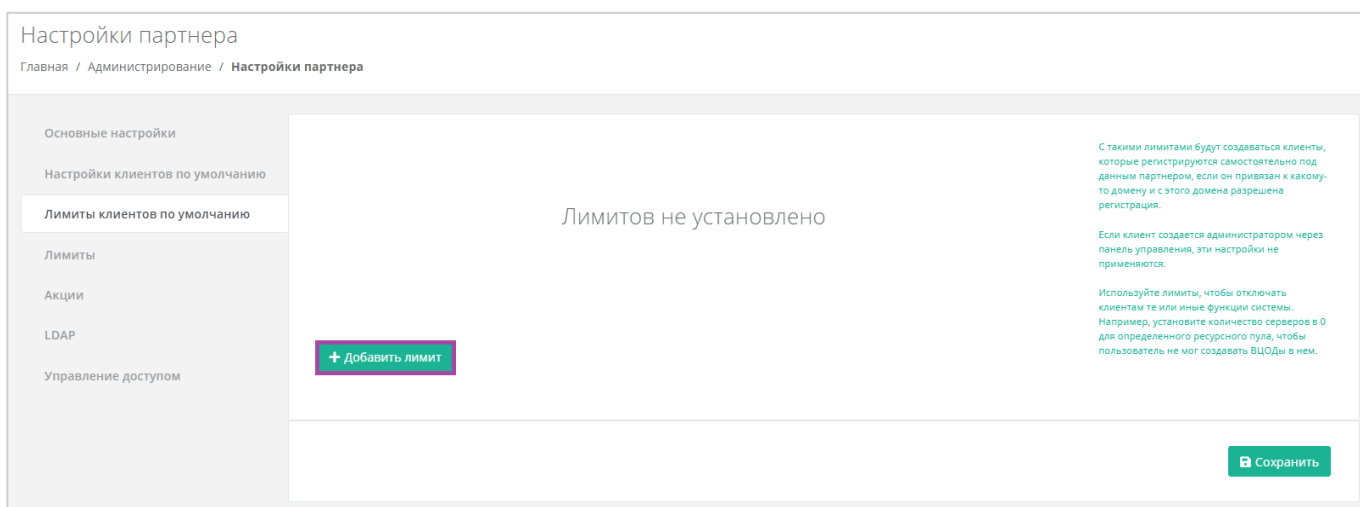 Настройки партнера
Главная / Администрирование / Настройки партнера
Основные настройки
Настройки клиентов по умолчанию
Лимиты клиентов по умолчанию
Лимиты
Акции
LDAP
Управление доступом
Лимитов не установлено
+ Добавить лимит
С такими лимитами будут создаваться клиенты,
которые регистрируются самостоятельно под
данным партнером, если он привязан к какому-
то домену и с этого домена разрешена
регистрация.
Если клиент создается администратором через
панель управления, эти настройки не
применяются.
Используйте лимиты, чтобы отключать
клиентам те или иные функции системы.
Например, установите количество серверов в 0
для определенного ресурсного пула, чтобы
пользователь не мог создавать ВЦОДы в нем.
Сохранить